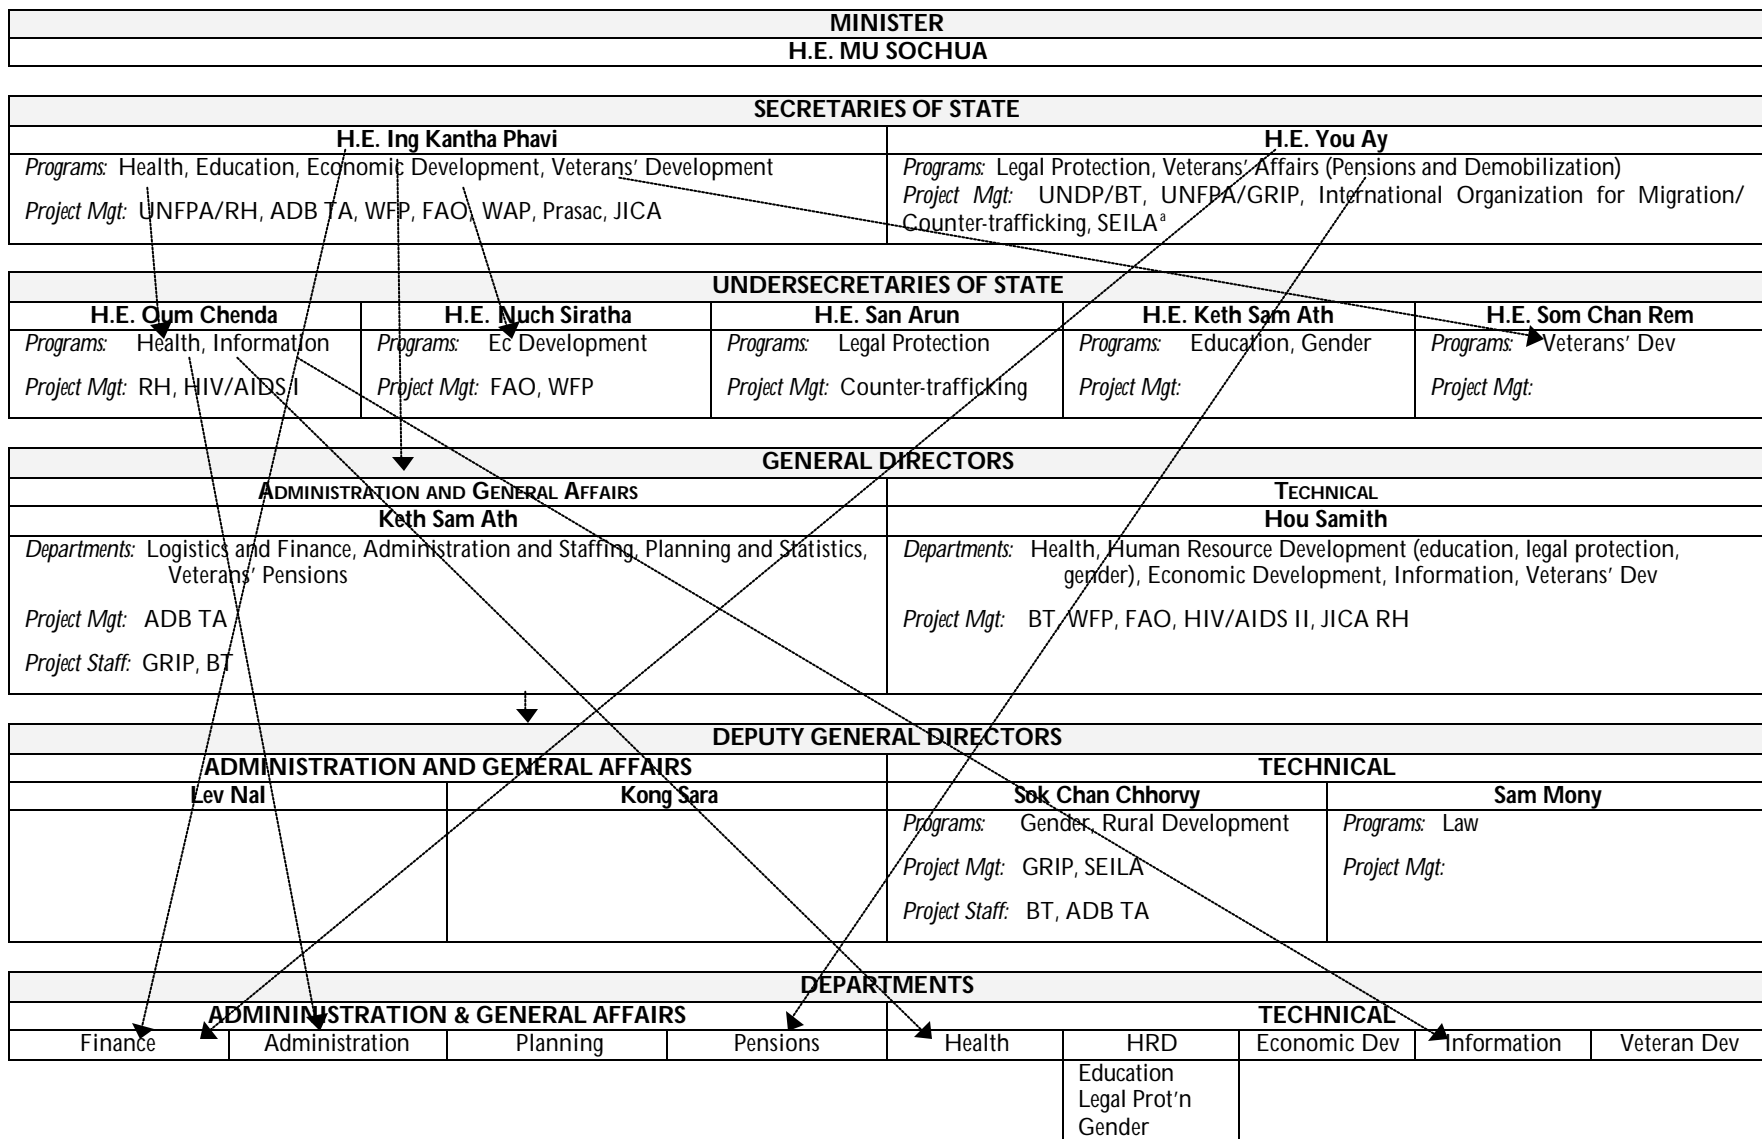 MINISTER
H.E. MU SOCHUA
SECRETARIES OF STATE
H.E. Ing Kantha Phavi
Programs: Health, Education, Economic Development, Veterans' Development
Project Mgt: UNFPA/RH, ADB TA, WFP, FAO, WAP, Prasac, JICA
H.E. You Ay
Programs: Legal Protection, Veterans' Affairs (Pensions and Demobilization)
Project Mgt: UNDP/BT, UNFPA/GRIP, International Organization for Migration/
Counter-trafficking, SEILAª
UNDERSECRETARIES OF STATE
H.E. Oum Chenda
Programs: Health, Information
Project Mgt: RH, HIV/AIDS I
H.E. Nuch Siratha
Programs: Ec Development
Project Mgt: FAO, WFP
H.E. San Arun
Programs: Legal Protection
Project Mgt: Counter-trafficking
H.E. Keth Sam Ath
Programs: Education, Gender
Project Mgt:
H.E. Som Chan Rem
Programs: Veterans' Dev
Project Mgt:
GENERAL DIRECTORS
ADMINISTRATION AND GENERAL AFFAIRS
Keth Sam Ath
Departments: Logistics and Finance, Administration and Staffing, Planning and Statistics,
Veterans' Pensions
Project Mgt: ADB TA
Project Staff: GRIP, BT
TECHNICAL
Hou Samith
Departments: Health, Human Resource Development (education, legal protection,
gender), Economic Development, Information, Veterans' Dev
Project Mgt: BT, WFP, FAO, HIV/AIDS II, JICA RH
DEPUTY GENERAL DIRECTORS
ADMINISTRATION AND GENERAL AFFAIRS
Lev Nal
Kong Sara
TECHNICAL
Sok Chan Chhorvy
Programs: Gender, Rural Development
Project Mgt: GRIP, SEILA
Project Staff: BT, ADB TA
Sam Mony
Programs: Law
Project Mgt:
DEPARTMENTS
ADMININISTRATION & GENERAL AFFAIRS
TECHNICAL
Finance
Administration
Planning
Pensions
Health
HRD
Economic Dev
Information
Veteran Dev
Education
Legal Prot'n
Gender